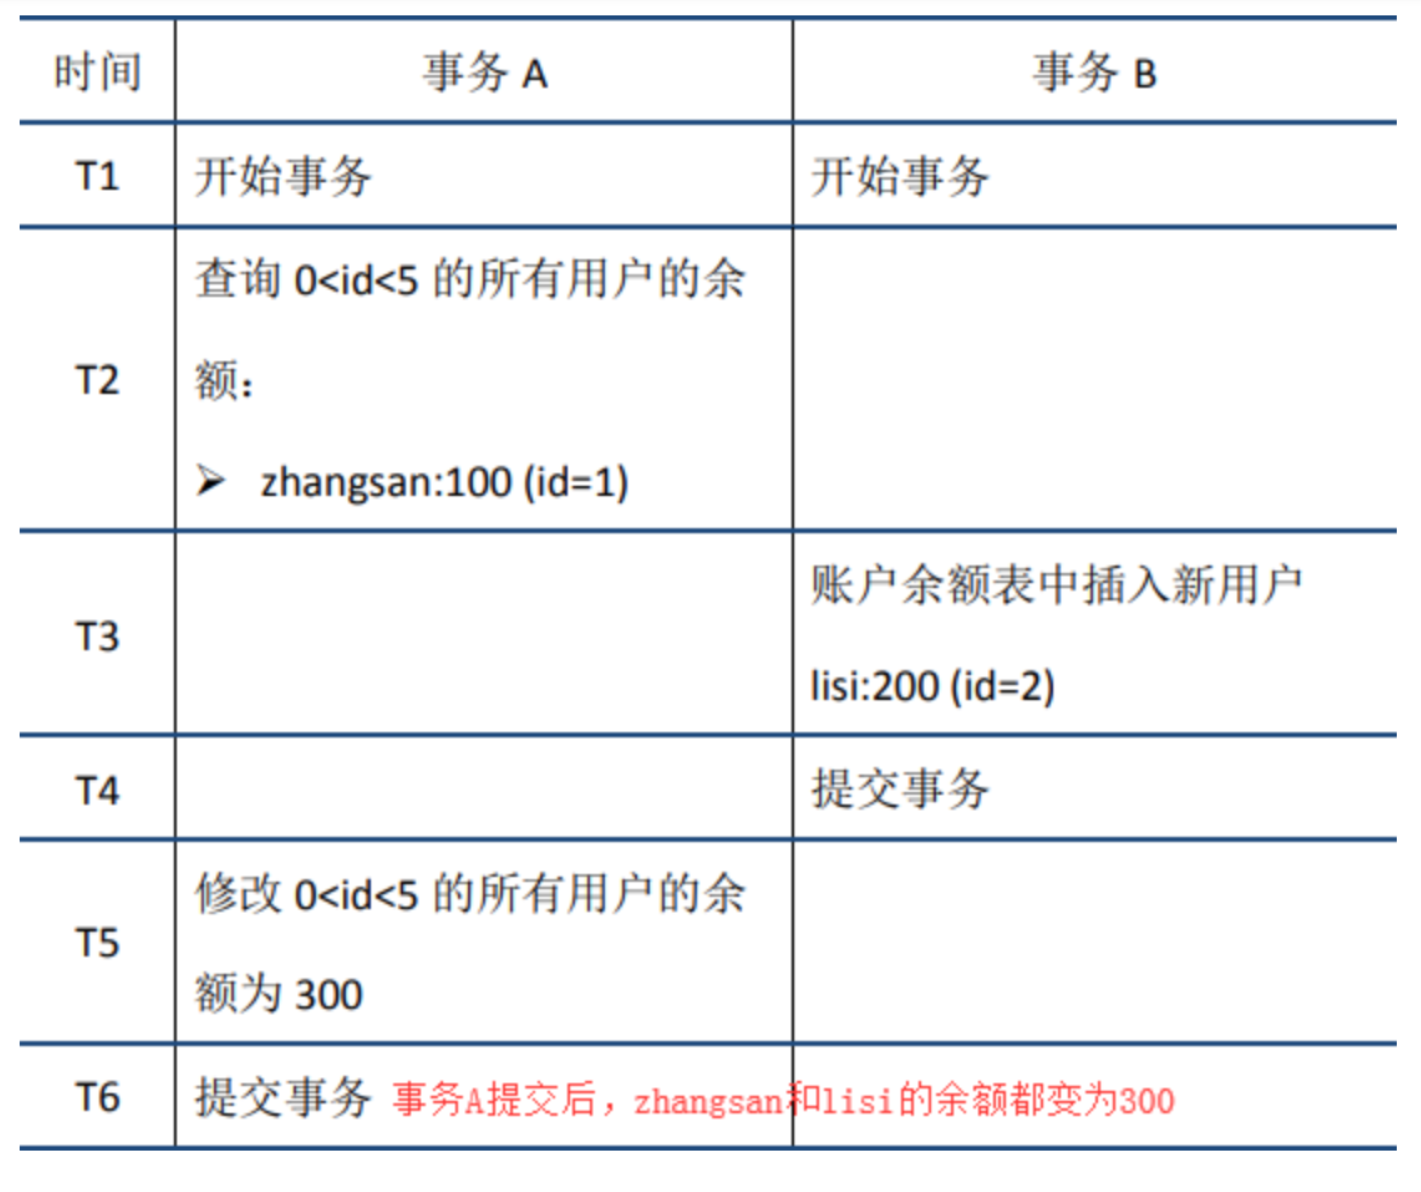 时间 事务 A 事务 B
T1 开始事务 开始事务
查询 0<id<5 的所有用户的余
T2 额：
➢ zhangsan:100 (id=1)
账户余额表中插入新用户
T3
lisi:200 (id=2)
T4 提交事务
修改 0<id<5 的所有用户的余
T5
额为 300
T6 提交事务 事务A提交后，zhangsan和lisi的余额都变为300